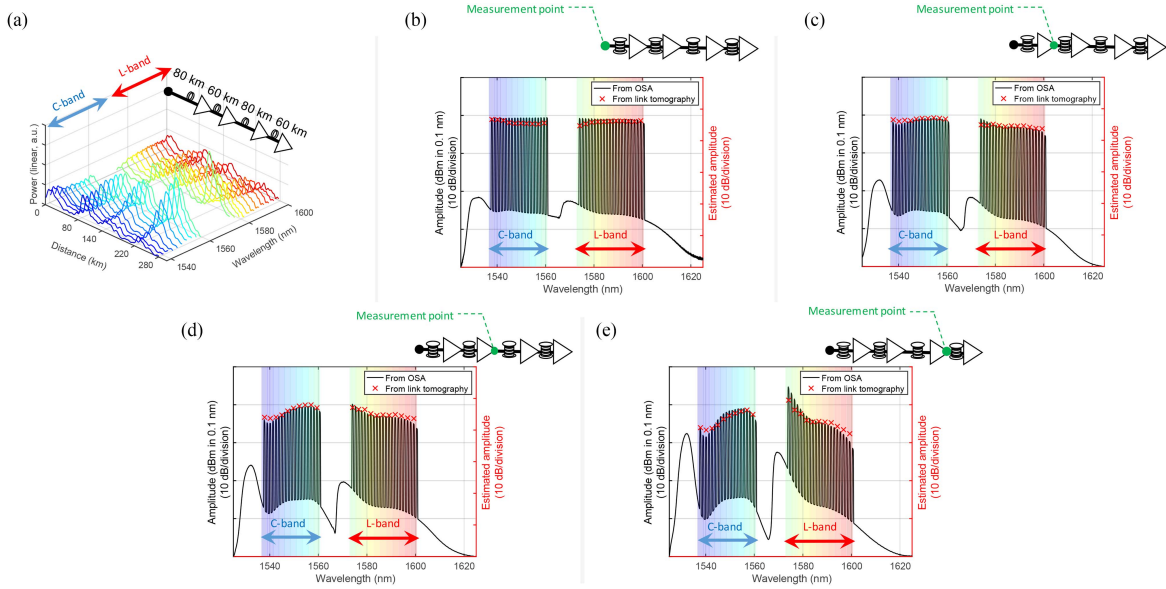 (a)
C-band
L-band
80 km 60 km 80 km 60 km
Power (linear, a.u.)
0
80
140
220
280
Distance (km)
1540
1560
1580
1600
Wavelength (nm)
(b)
Measurement point
From OSA
From link tomography
Amplitude (dBm in 0.1 nm)
(10 dB/division)
Estimated amplitude
(10 dB/division)
C-band
L-band
1540 1560 1580 1600 1620
Wavelength (nm)
(c)
Measurement point
From OSA
From link tomography
Amplitude (dBm in 0.1 nm)
(10 dB/division)
Estimated amplitude
(10 dB/division)
C-band
L-band
1540 1560 1580 1600 1620
Wavelength (nm)
(d)
Measurement point
From OSA
From link tomography
Amplitude (dBm in 0.1 nm)
(10 dB/division)
Estimated amplitude
(10 dB/division)
C-band
L-band
1540 1560 1580 1600 1620
Wavelength (nm)
(e)
Measurement point
From OSA
From link tomography
Amplitude (dBm in 0.1 nm)
(10 dB/division)
Estimated amplitude
(10 dB/division)
C-band
L-band
1540 1560 1580 1600 1620
Wavelength (nm)